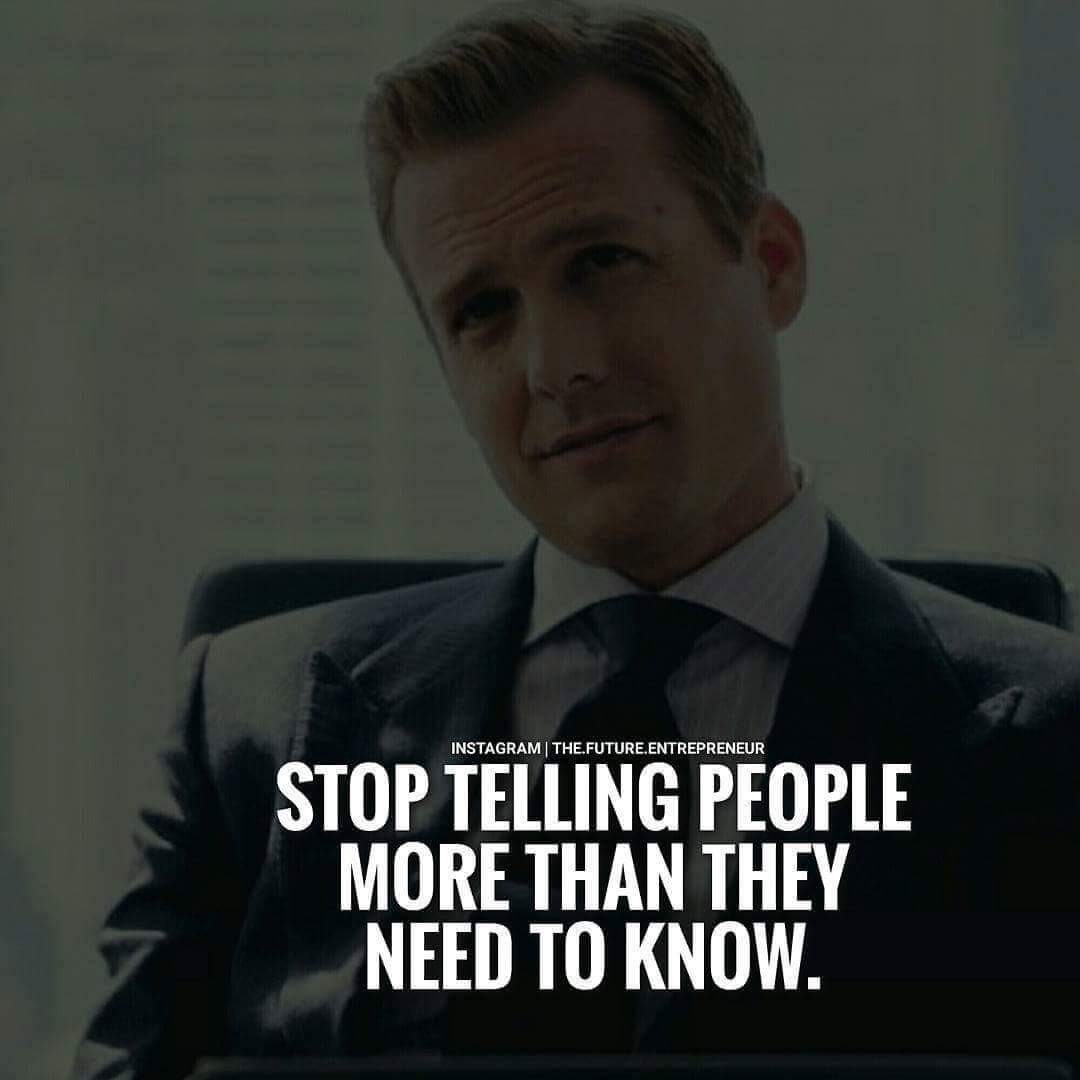 INSTAGRAM | THE.FUTURE.ENTREPRENEUR
STOP TELLING PEOPLE
MORE THAN THEY
NEED TO KNOW.